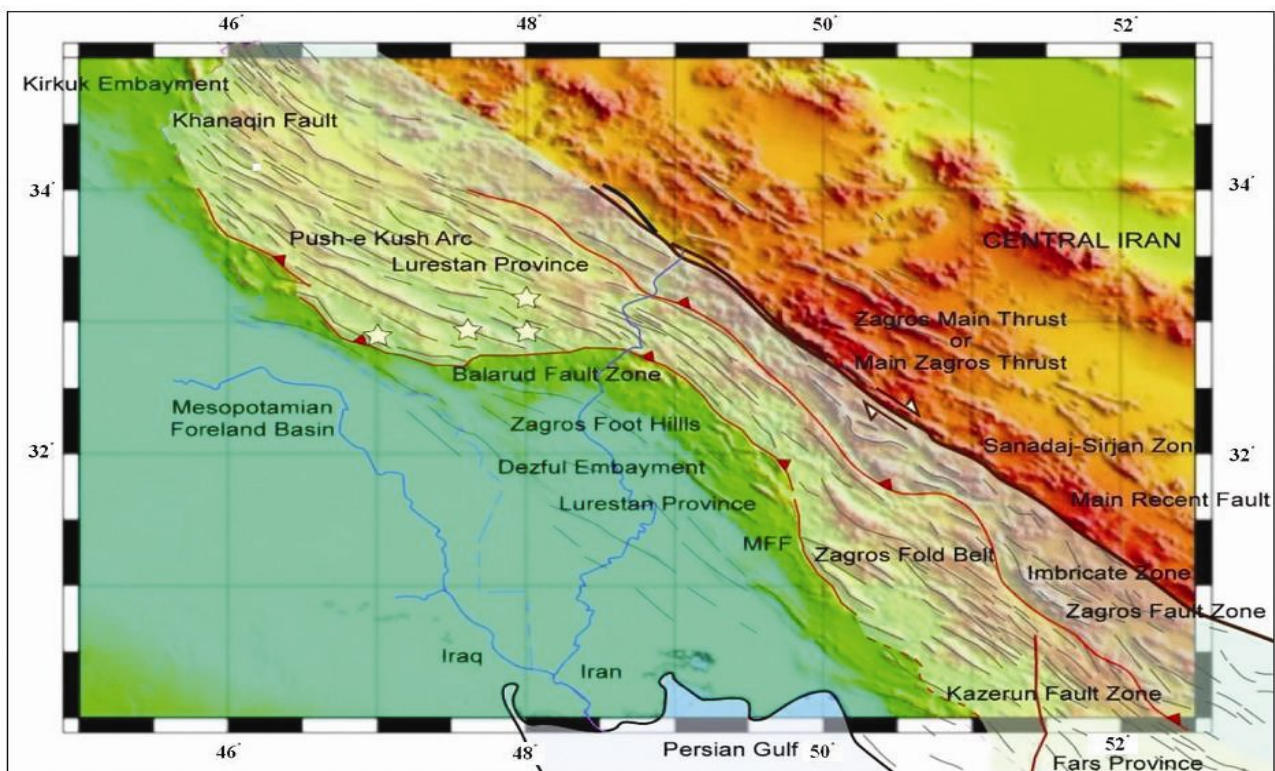 46°
48°
50°
52°
Kirkuk Embayment
Khanaqin Fault
34°
34°
Push-e Kush Arc
Lurestan Province
CENTRAL IRAN
Zagros Main Thrust
or
Main Zagros Thrust
Balarud Fault Zone
Mesopotamian
Foreland Basin
Zagros Foot Hills
Sanadaj-Sirjan Zon
32°
32°
Dezful Embayment
Lurestan Province
Main Recent Fault
MFF
Zagros Fold Belt
Imbricate Zone
Zagros Fault Zone
Iraq
Iran
Kazerun Fault Zone
46°
48°
Persian Gulf
50°
52°
Fars Province